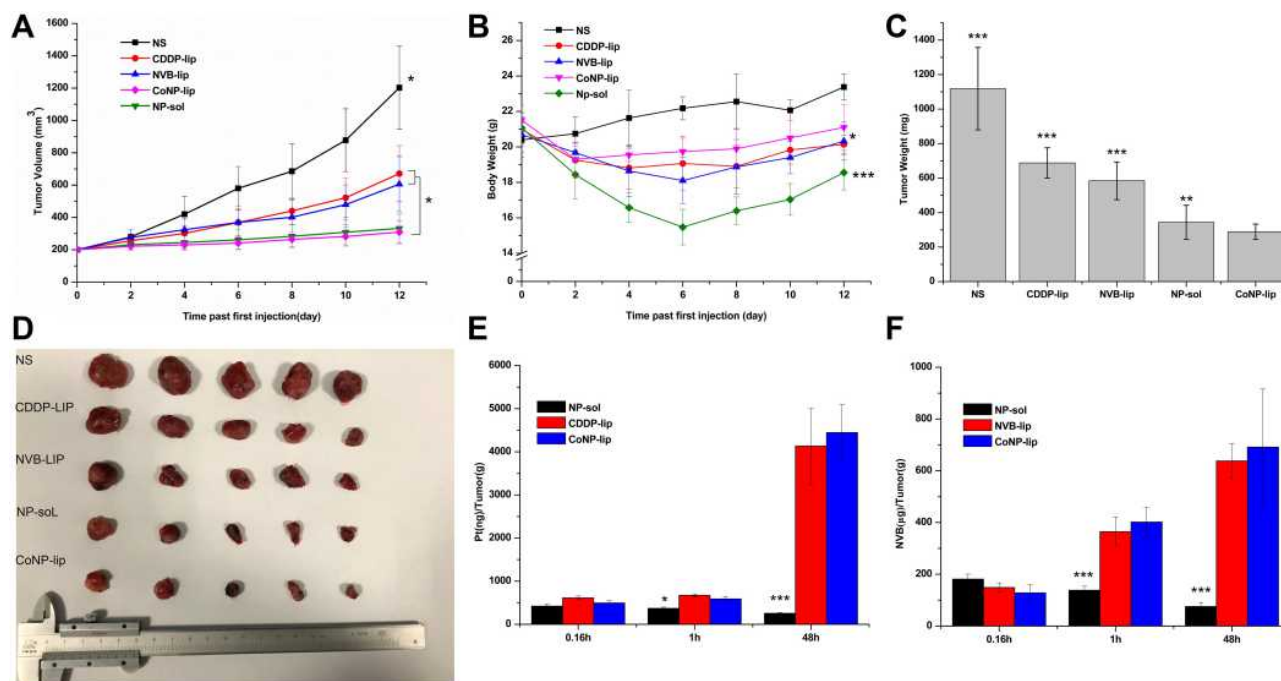 A
Tumor Volume (mm3)
1600
1400
1200
1000
800
600
400
200
0
0 2 4 6 8 10 12
Time past first injection(day)
NS
CDDP-lip
NVB-lip
CoNP-lip
NP-sol
*
*
B
Body Weight (g)
26
24
22
20
18
16
14
0
0 2 4 6 8 10 12
Time past first injection(day)
NS
CDDP-lip
NVB-lip
CoNP-lip
Np-sol
*
***
C
Tumor Weight (mg)
1400
1200
1000
800
600
400
200
0
*** *** *** **
NS CDDP-lip NVB-lip NP-sol CoNP-lip
D
NS
CDDP-LIP
NVB-LIP
NP-soL
CoNP-lip
E
Pt(ng)/Tumor(g)
6000
5000
4000
3000
2000
1000
0
NP-sol
CDDP-lip
CoNP-lip
* ***
0.16h 1h 48h
F
NVB(μg)/Tumor(g)
1000
800
600
400
200
0
NP-sol
NVB-lip
CoNP-lip
*** ***
0.16h 1h 48h